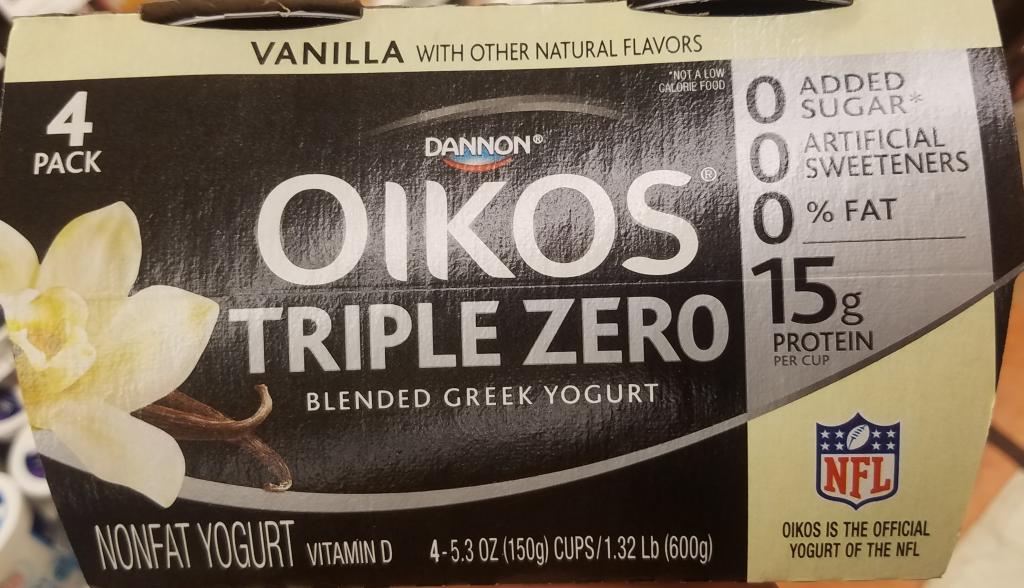 VANILLA WITH OTHER NATURAL FLAVORS
*NOT A LOW
CALORIE FOOD
4
PACK
DANNON®
OIKOS®
TRIPLE ZERO
BLENDED GREEK YOGURT
0 ADDED
SUGAR*
0 ARTIFICIAL
SWEETENERS
0 % FAT
15g
PROTEIN
PER CUP
NFL
OIKOS IS THE OFFICIAL
YOGURT OF THE NFL
NONFAT YOGURT VITAMIN D 4-5.3 OZ (150g) CUPS/1.32 Lb (600g)